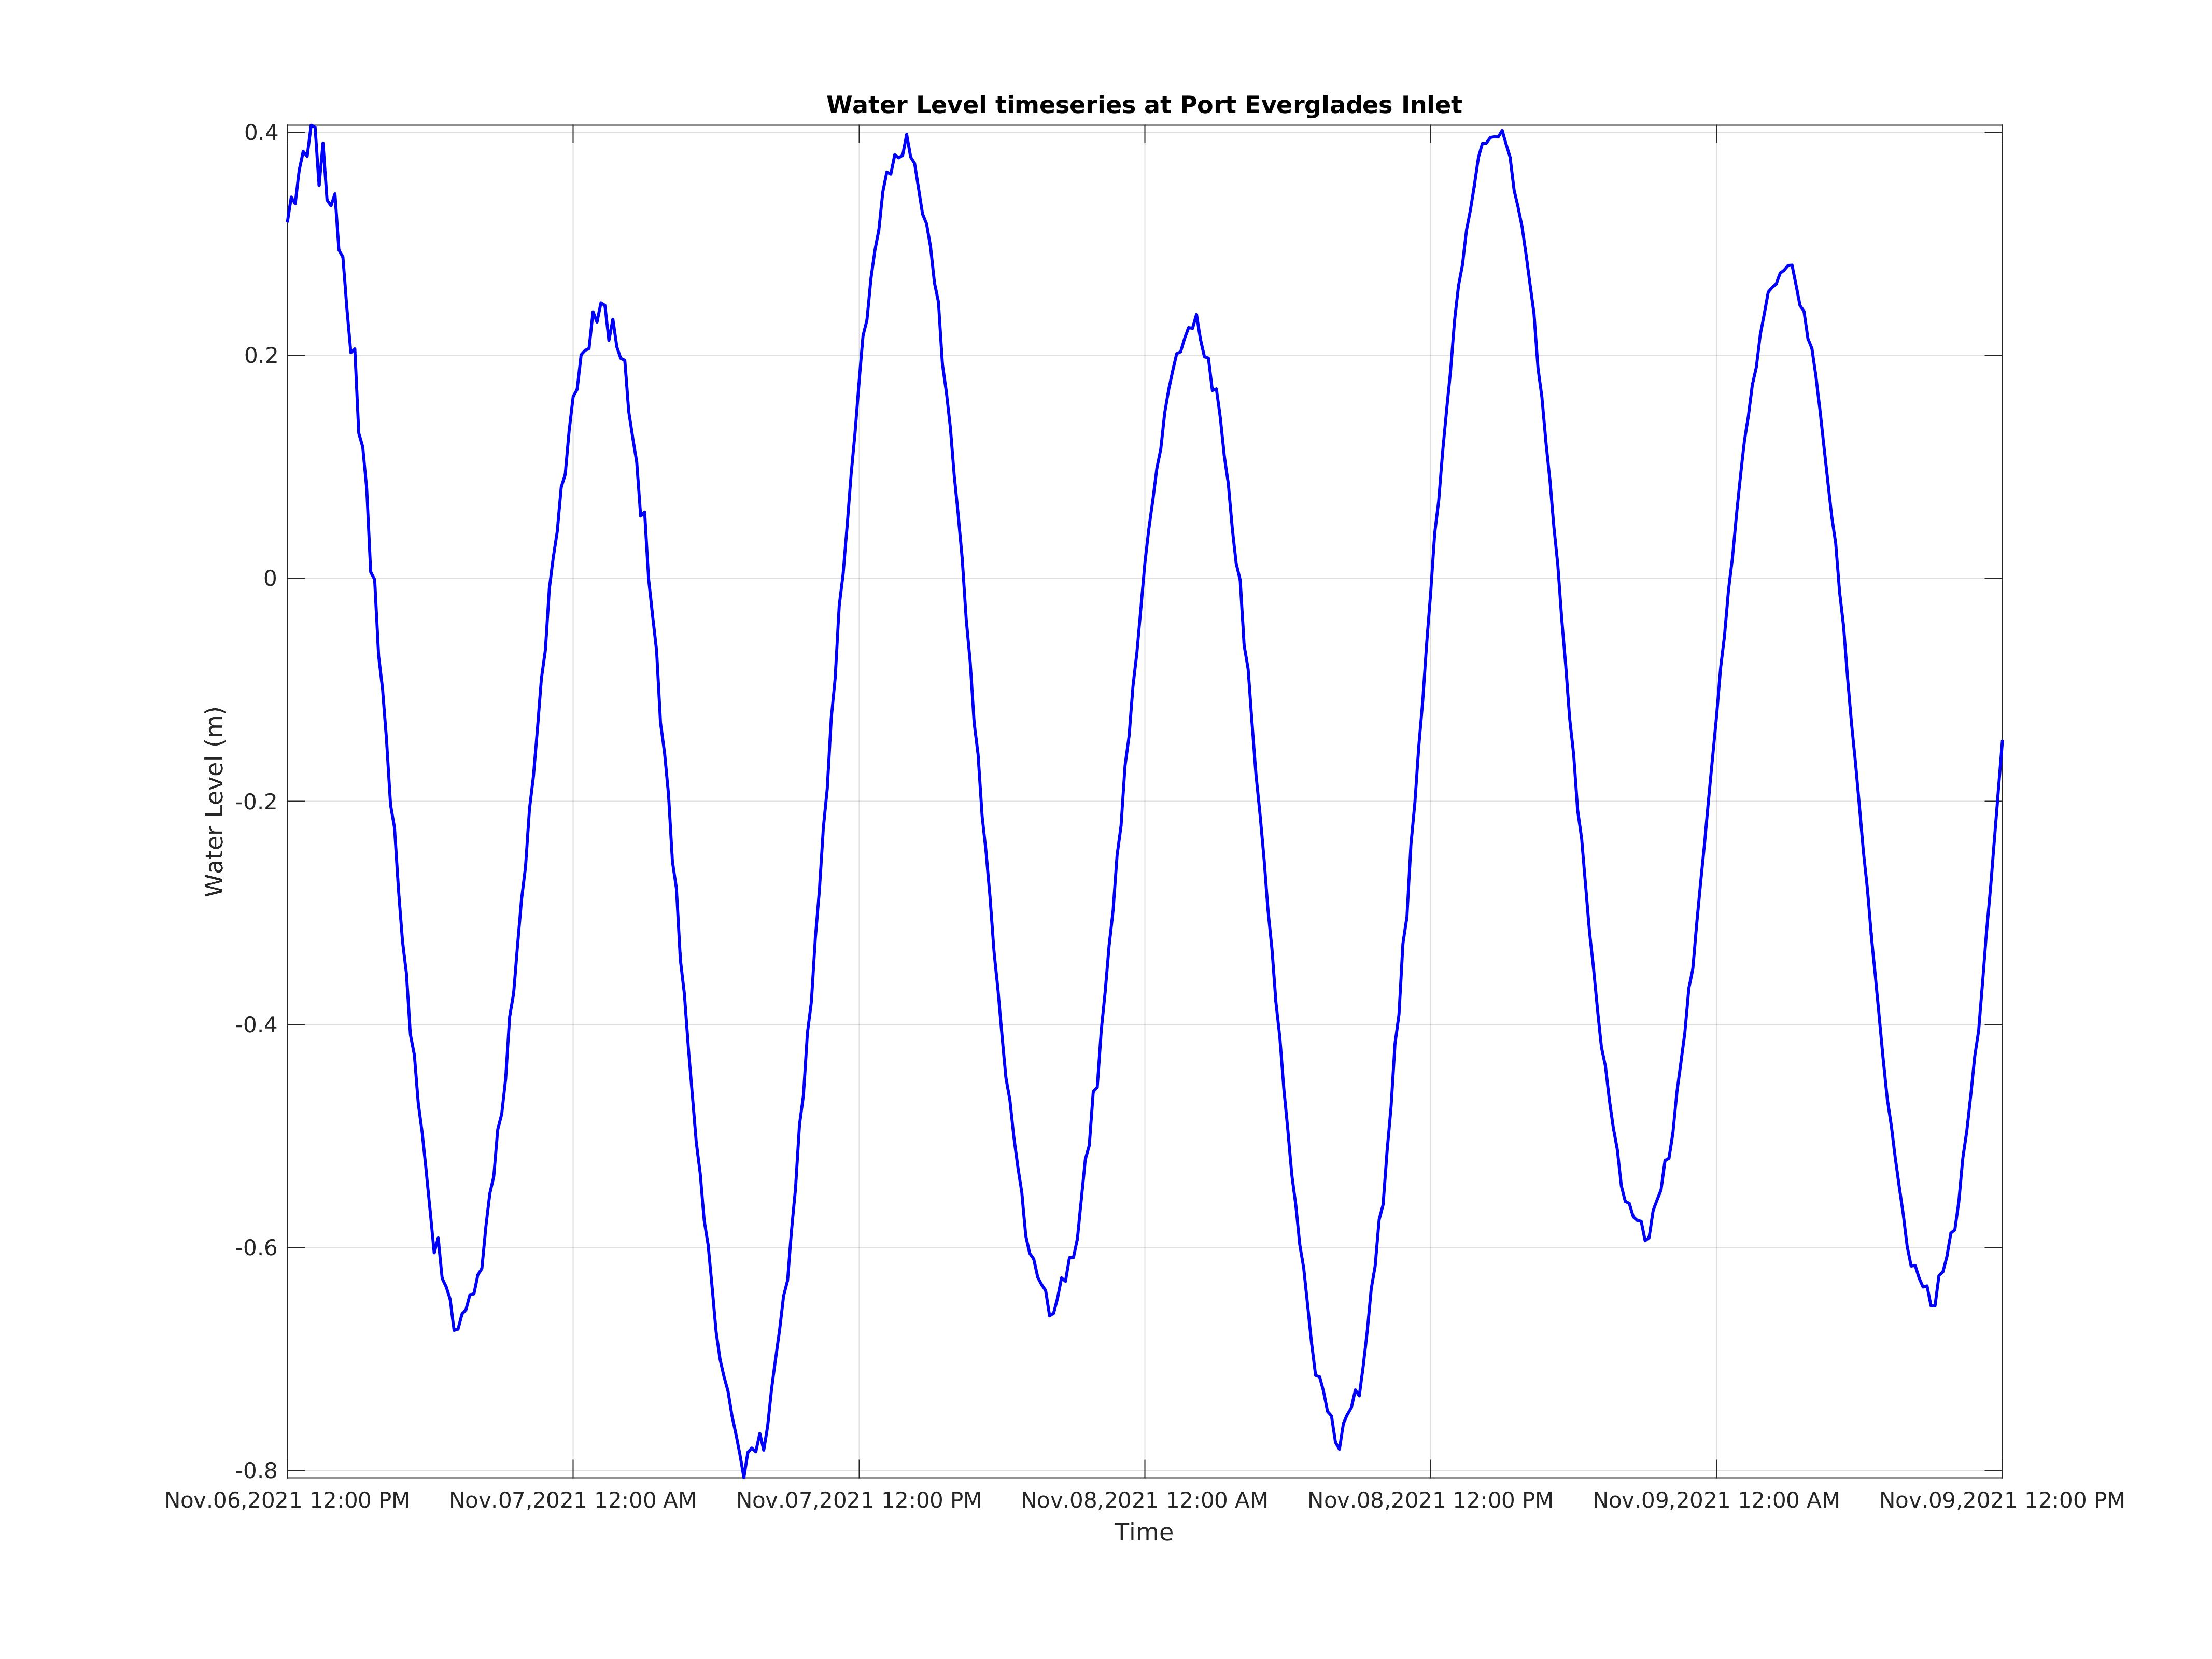 Water Level timeseries at Port Everglades Inlet
0.4
0.2
0
-0.2
-0.4
-0.6
-0.8
Water Level (m)
Nov.06,2021 12:00 PM
Nov.07,2021 12:00 AM
Nov.07,2021 12:00 PM
Nov.08,2021 12:00 AM
Nov.08,2021 12:00 PM
Nov.09,2021 12:00 AM
Nov.09,2021 12:00 PM
Time